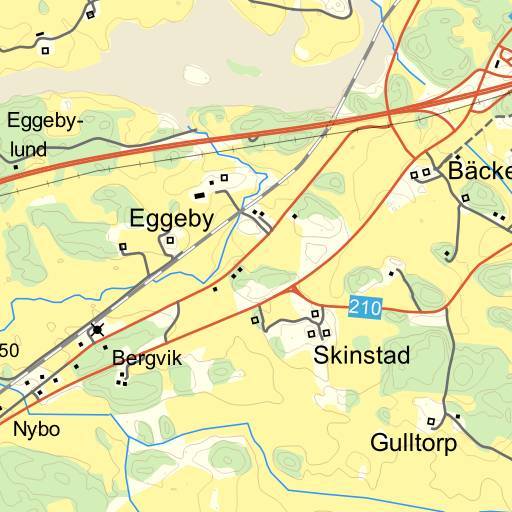 Eggeby-
lund
Bäcke
Eggeby
210
50
Bergvik
Skinstad
Nybo
Gulltorp